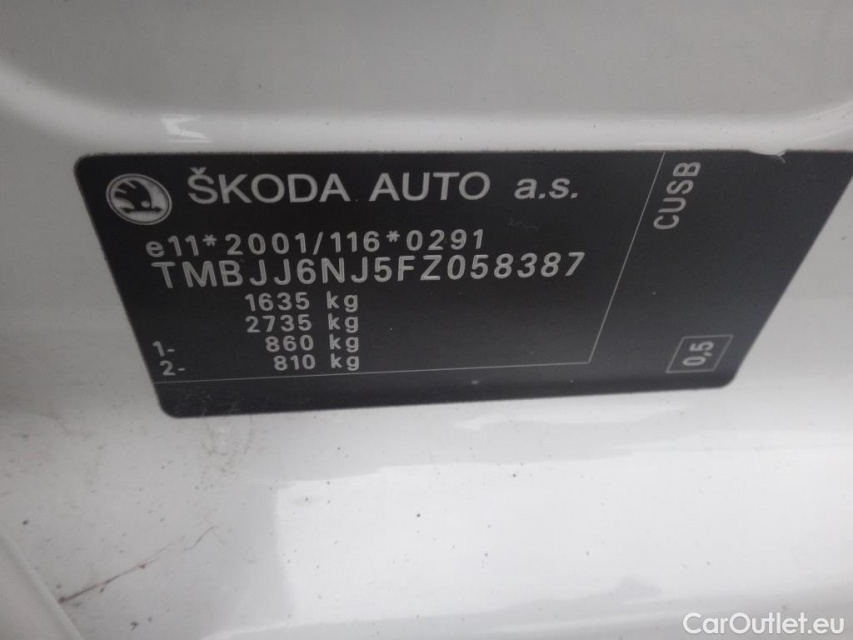 ŠKODA AUTO a.s.
e11*2001/116*0291
TMBJJ6NJ5FZ058387
1635 kg
2735 kg
1- 860 kg
2- 810 kg
CUSB
0,5
CarOutlet.eu